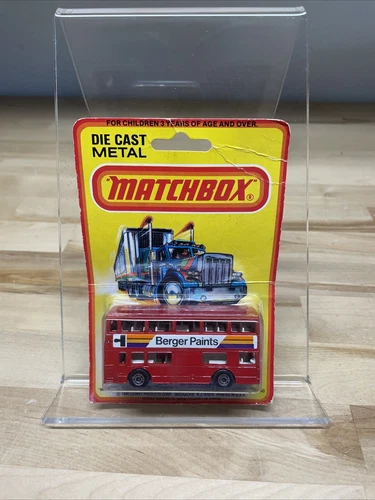 FOR CHILDREN 3 YEARS OF AGE AND OVER.
DIE CAST
METAL
"MATCHBOX"®
Berger Paints